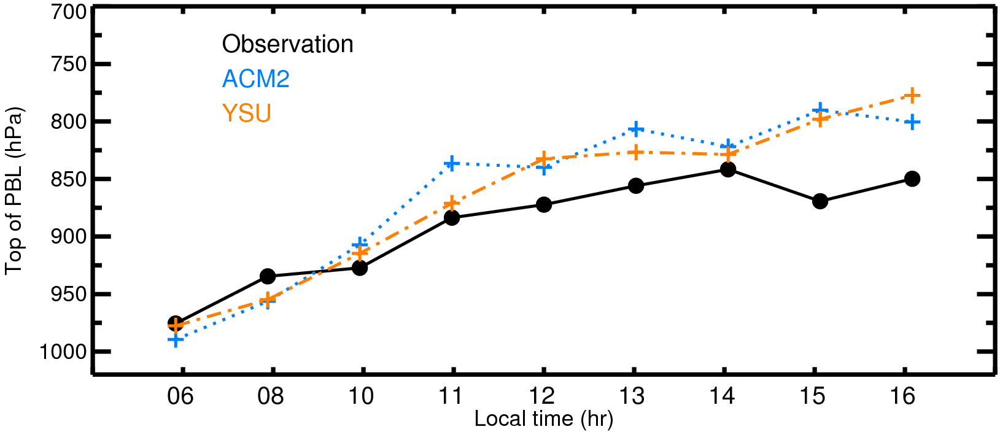 700
750
800
850
900
950
1000
Top of PBL (hPa)
Observation
ACM2
YSU
06 08 10 11 12 13 14 15 16
Local time (hr)